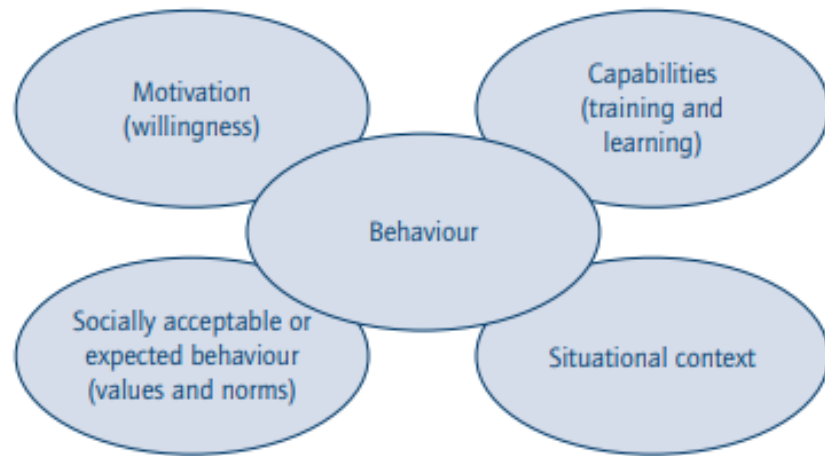 Motivation
(willingness)
Capabilities
(training and
learning)
Behaviour
Socially acceptable or
expected behaviour
(values and norms)
Situational context